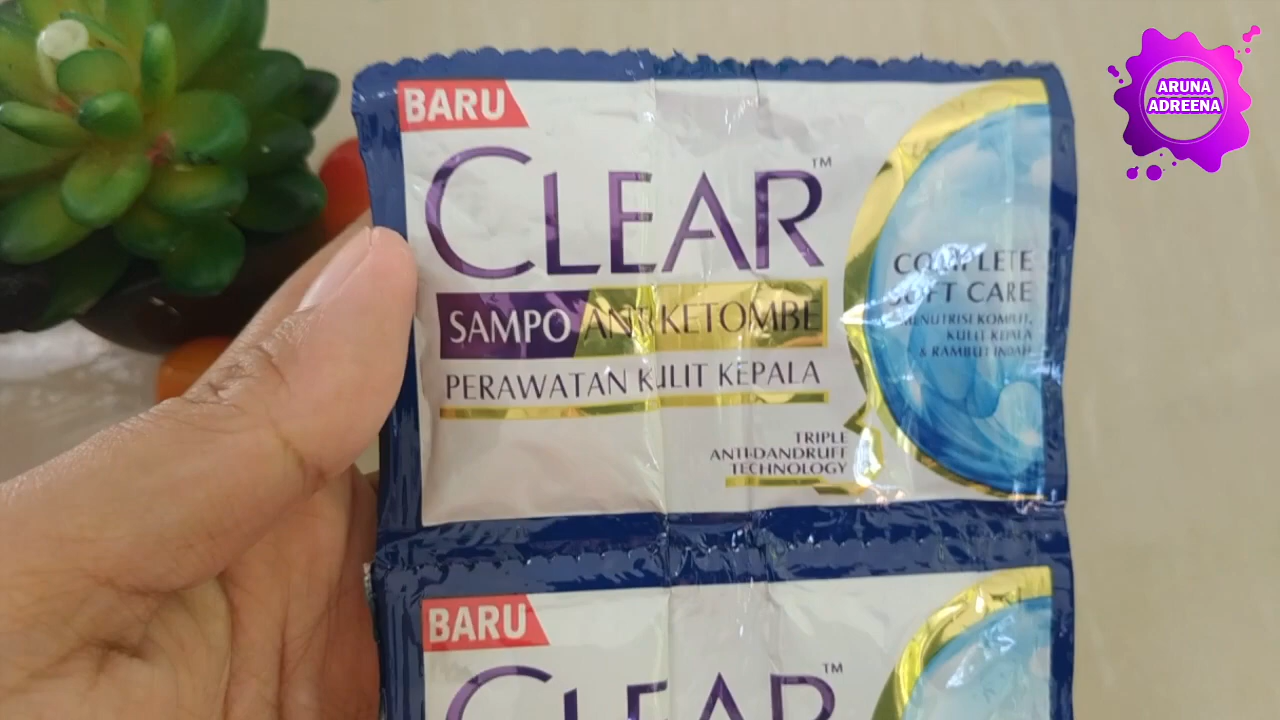 BARU
CLEAR™
SAMPO ANTI KETOMBE
PERAWATAN KULIT KEPALA
TRIPLE
ANTI-DANDRUFF
TECHNOLOGY
COMPLETE
SOFT CARE
MENUTRISI KOMPLIT,
KULIT KEPALA
& RAMBUT INDAH
BARU
CLEAR™
ARUNA
ADREENA